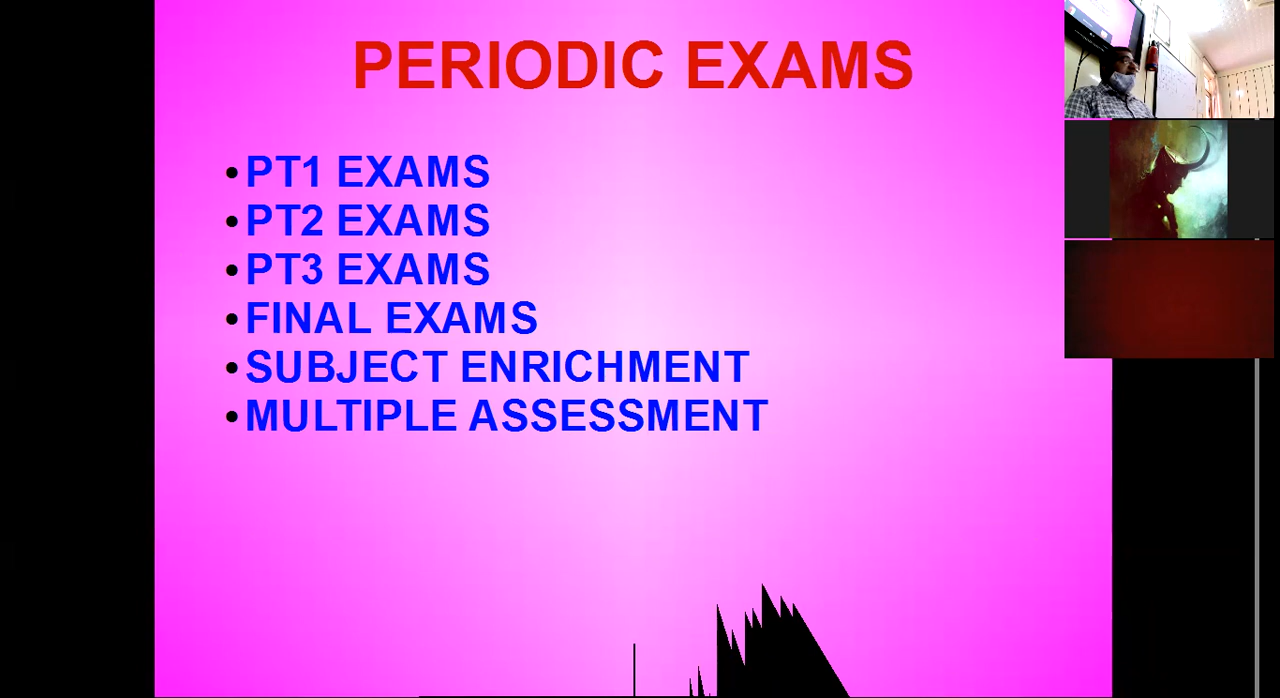 PERIODIC EXAMS
•PT1 EXAMS
•PT2 EXAMS
•PT3 EXAMS
•FINAL EXAMS
•SUBJECT ENRICHMENT
•MULTIPLE ASSESSMENT